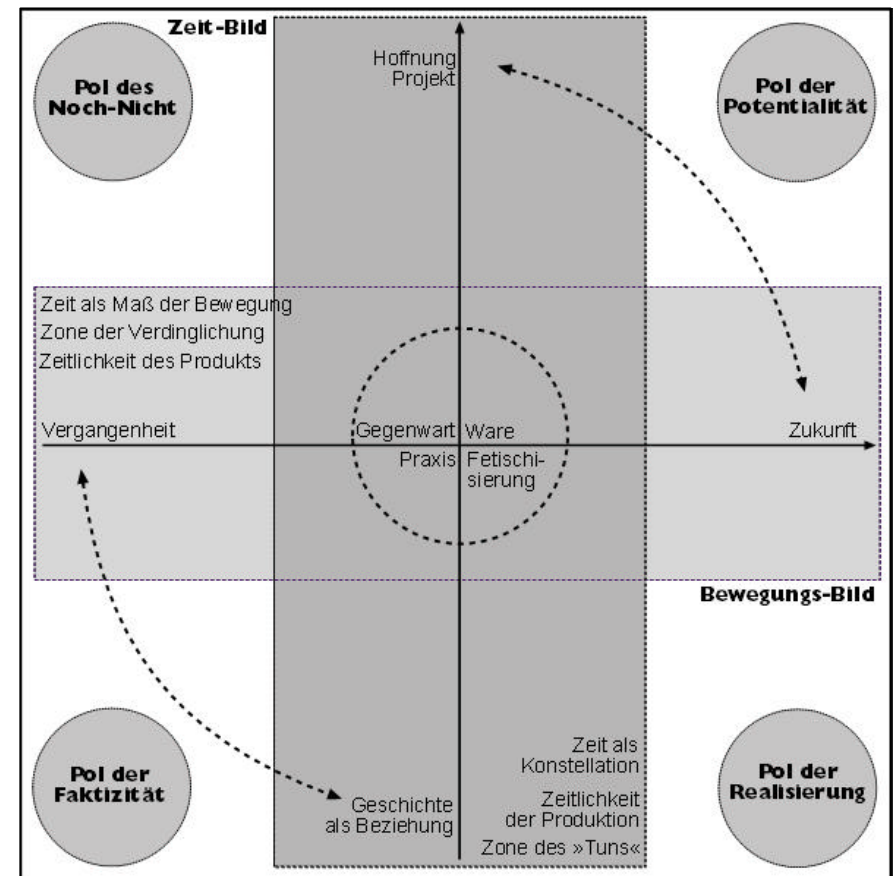 Zeit-Bild
Pol des
Noch-Nicht
Hoffnung
Projekt
Pol der
Potentialität
Zeit als Maß der Bewegung
Zone der Verdinglichung
Zeitlichkeit des Produkts
Vergangenheit
Gegenwart
Ware
Zukunft
Praxis
Fetischi-
sierung
Bewegungs-Bild
Pol der
Faktizität
Geschichte
als Beziehung
Zeit als
Konstellation
Zeitlichkeit
der Produktion
Zone des »Tuns«
Pol der
Realisierung